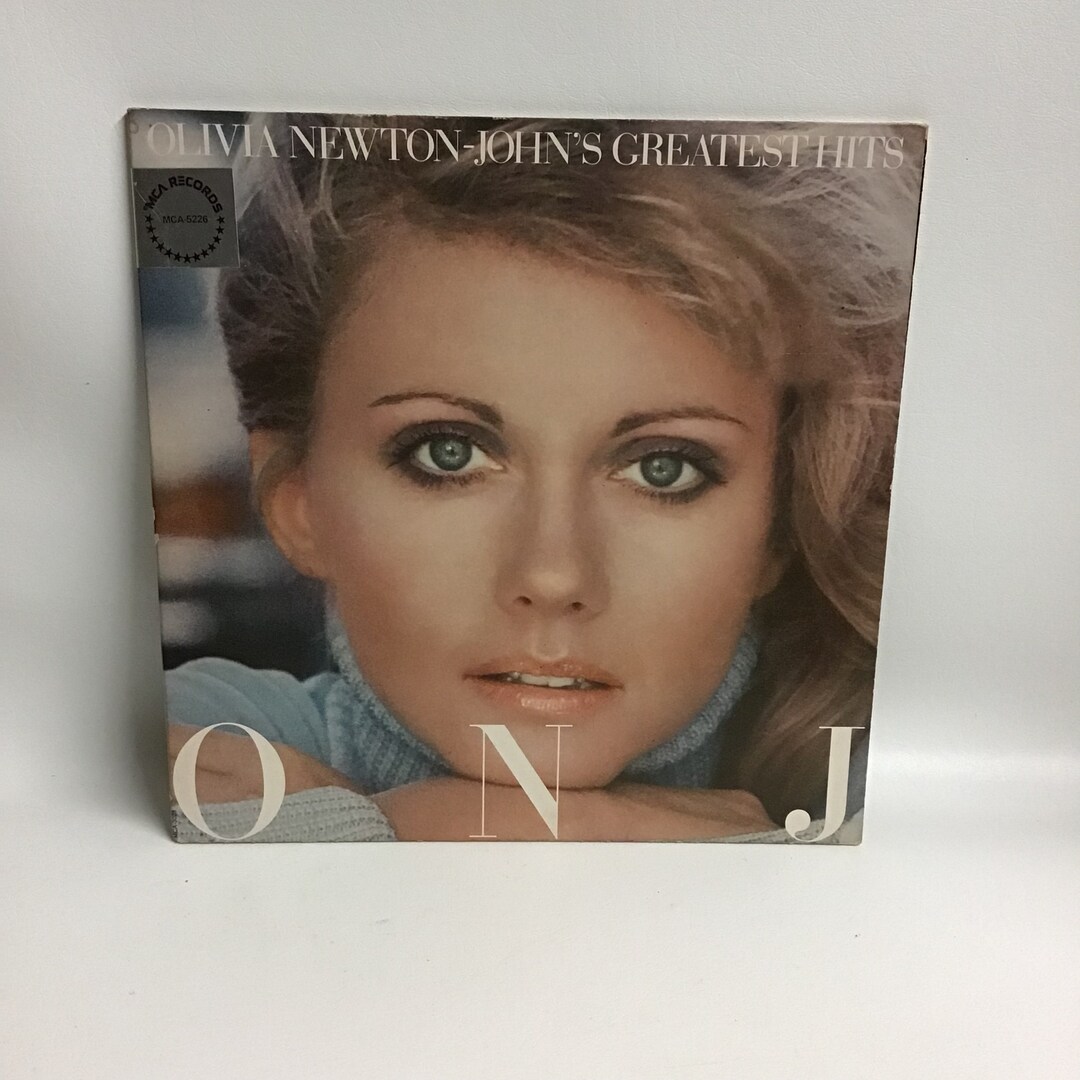 OLIVIA NEWTON-JOHN'S GREATEST HITS
MCA RECORDS
MCA-5226
O N J